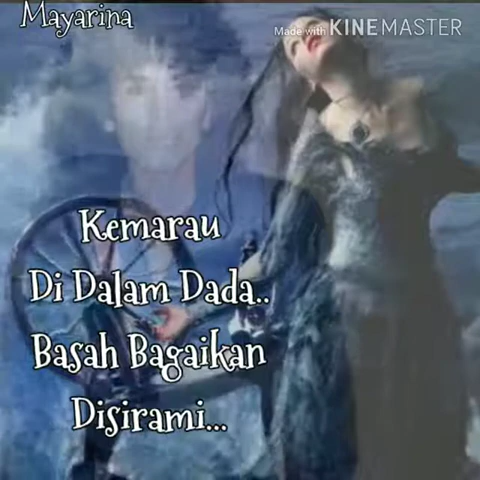 Mayarina
Made with KINEMASTER
Kemarau
Di Dalam Dada..
Basah Bagaikan
Disirami...